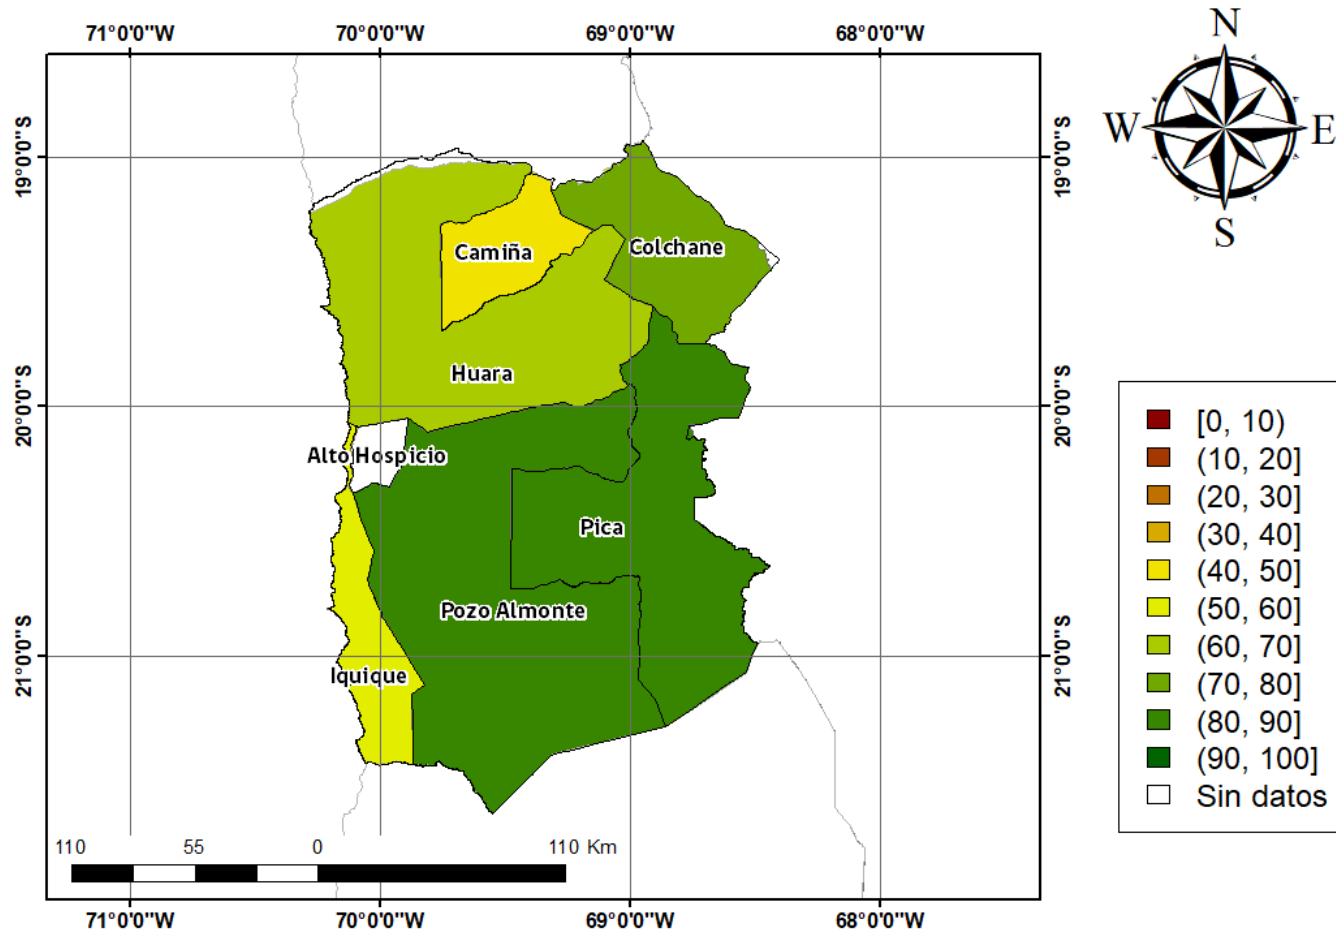 71°0'0"W 70°0'0"W 69°0'0"W 68°0'0"W
N
W E
S
19°0'0"S 19°0'0"S
Camiña Colchane
Huara
20°0'0"S 20°0'0"S
Alto Hospicio
Pica
Pozo Almonte
21°0'0"S 21°0'0"S
Iquique
110 55 0 110 Km
71°0'0"W 70°0'0"W 69°0'0"W 68°0'0"W
[0, 10)
(10, 20]
(20, 30]
(30, 40]
(40, 50]
(50, 60]
(60, 70]
(70, 80]
(80, 90]
(90, 100]
Sin datos